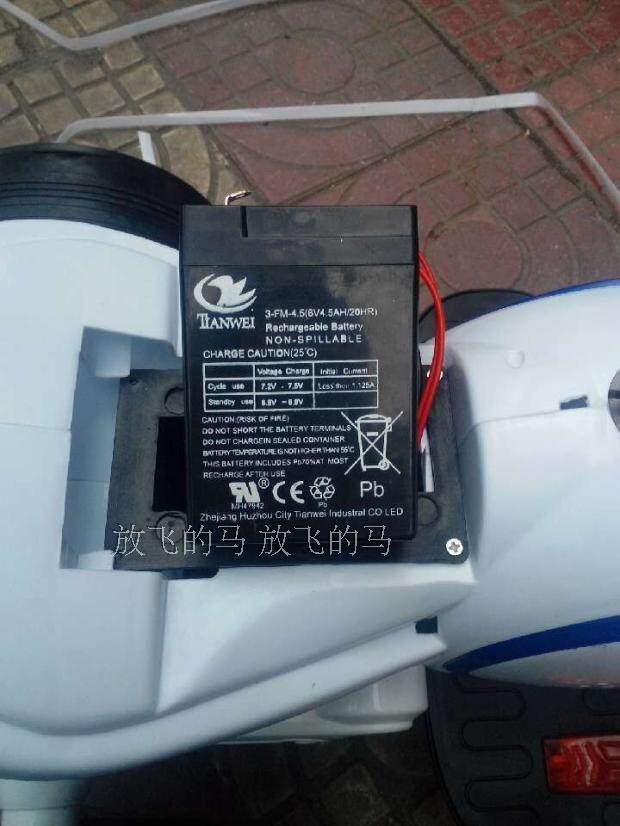 TIANWEI
3-FM-4.5(6V4.5AH/20HR)
Rechargeable Battery
NON-SPILLABLE
CHARGE CAUTION(25℃)
Voltage Charge Initial Current
Cycle use 7.2V - 7.5V Less then 1.125A
Standby use 6.8V - 6.9V
CAUTION:(RISK OF FIRE)
DO NOT SHORT THE BATTERY TERMINALS
DO NOT CHARGEIN SEALED CONTAINER
BATTERY TEMPERATURE IS NOT HIGHER THAN 55℃
THIS BATTERY INCLUDES Pb70%AT MOST
RECHARGE AFTER USE
Pb
®
CE
MH47942
Pb
Zhejiang Huzhou City Tianwei Industral CO LED
放飞的马 放飞的马